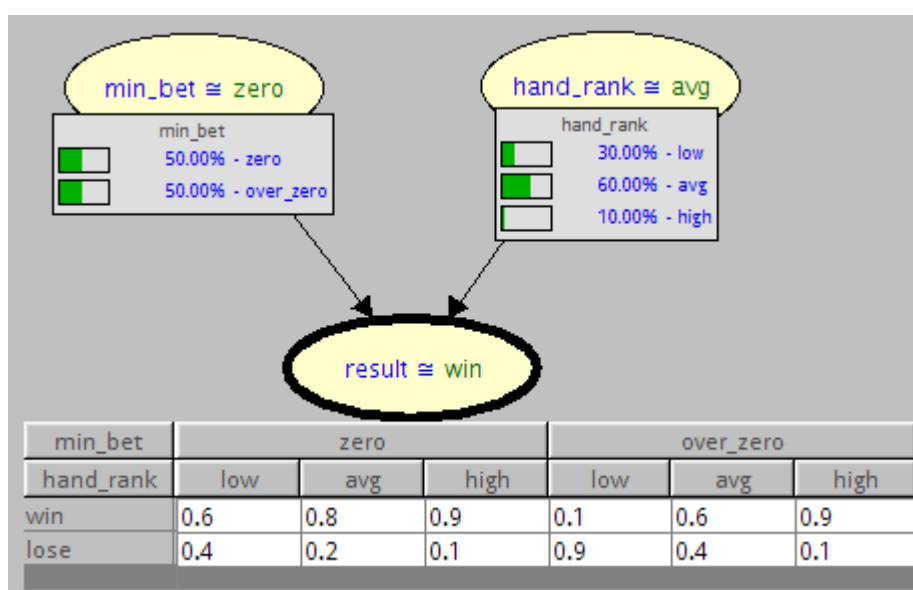 min_bet ≅ zero
hand_rank ≅ avg
min_bet
50.00% - zero
50.00% - over_zero
hand_rank
30.00% - low
60.00% - avg
10.00% - high
result ≅ win
min_bet zero over_zero
hand_rank low avg high low avg high
win 0.6 0.8 0.9 0.1 0.6 0.9
lose 0.4 0.2 0.1 0.9 0.4 0.1